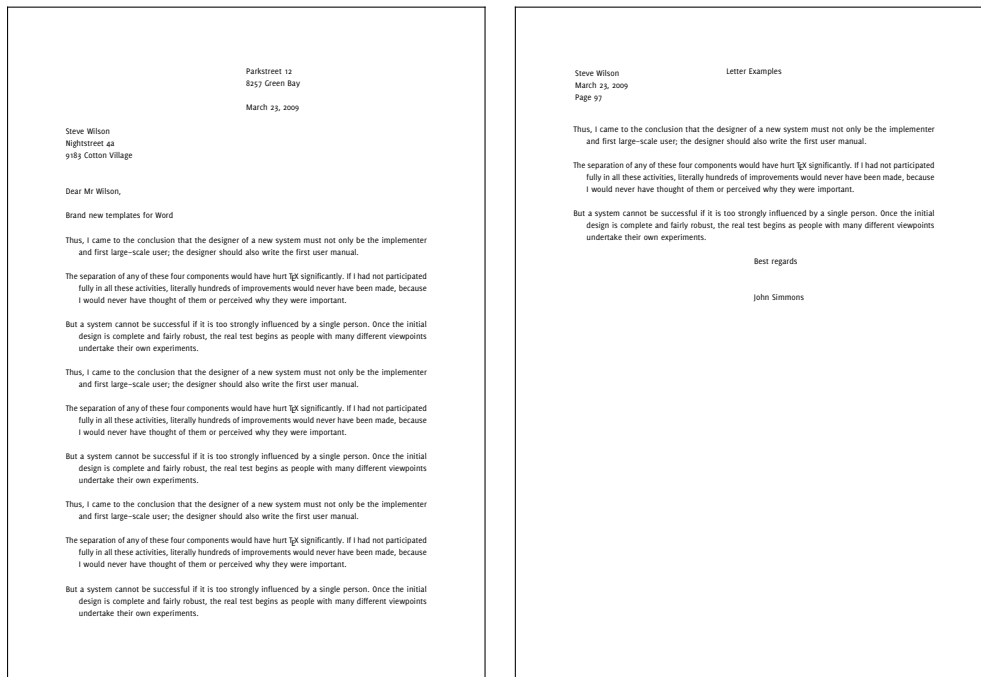 Parkstreet 12
8257 Green Bay
March 23, 2009
Steve Wilson
Nightstreet 4a
9183 Cotton Village
Dear Mr Wilson,
Brand new templates for Word
Thus, I came to the conclusion that the designer of a new system must not only be the implementer
and first large-scale user; the designer should also write the first user manual.
The separation of any of these four components would have hurt TEX significantly. If I had not participated
fully in all these activities, literally hundreds of improvements would never have been made, because
I would never have thought of them or perceived why they were important.
But a system cannot be successful if it is too strongly influenced by a single person. Once the initial
design is complete and fairly robust, the real test begins as people with many different viewpoints
undertake their own experiments.
Thus, I came to the conclusion that the designer of a new system must not only be the implementer
and first large-scale user; the designer should also write the first user manual.
The separation of any of these four components would have hurt TEX significantly. If I had not participated
fully in all these activities, literally hundreds of improvements would never have been made, because
I would never have thought of them or perceived why they were important.
But a system cannot be successful if it is too strongly influenced by a single person. Once the initial
design is complete and fairly robust, the real test begins as people with many different viewpoints
undertake their own experiments.
Thus, I came to the conclusion that the designer of a new system must not only be the implementer
and first large-scale user; the designer should also write the first user manual.
The separation of any of these four components would have hurt TEX significantly. If I had not participated
fully in all these activities, literally hundreds of improvements would never have been made, because
I would never have thought of them or perceived why they were important.
But a system cannot be successful if it is too strongly influenced by a single person. Once the initial
design is complete and fairly robust, the real test begins as people with many different viewpoints
undertake their own experiments.
Steve Wilson
March 23, 2009
Page 97
Letter Examples
Thus, I came to the conclusion that the designer of a new system must not only be the implementer
and first large-scale user; the designer should also write the first user manual.
The separation of any of these four components would have hurt TEX significantly. If I had not participated
fully in all these activities, literally hundreds of improvements would never have been made, because
I would never have thought of them or perceived why they were important.
But a system cannot be successful if it is too strongly influenced by a single person. Once the initial
design is complete and fairly robust, the real test begins as people with many different viewpoints
undertake their own experiments.
Best regards
John Simmons